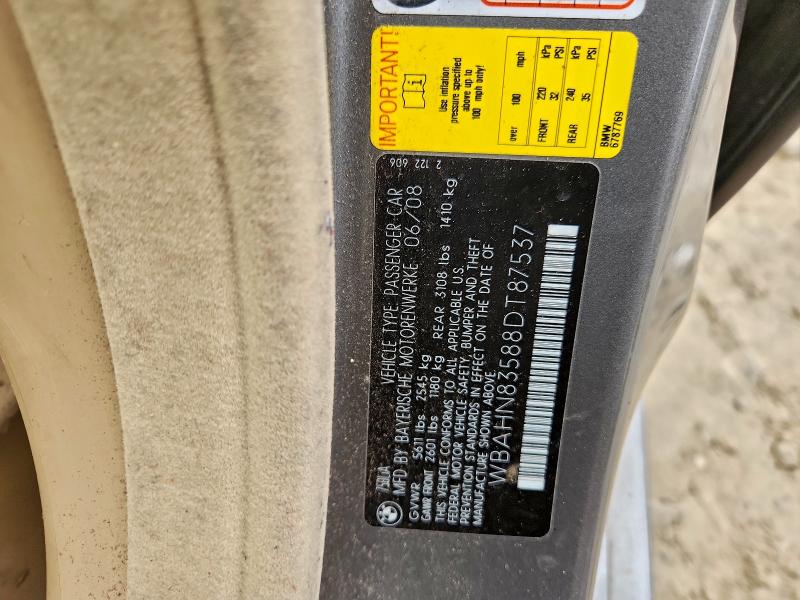 IMPORTANT!
i
Use inflation
pressure specified
above up to
100 mph only!
over 100 mph
kPa PSI kPa PSI
FRONT 220 32
REAR 240 35
BMW
6787769
2 122 606
750LIA VEHICLE TYPE: PASSENGER CAR
MFD BY BAYERISCHE MOTORENWERKE 06/08
GVWR 5611 lbs 2545 kg
GAWR FRONT 2601 lbs 1180 kg REAR 3108 lbs 1410 kg
THIS VEHICLE CONFORMS TO ALL APPLICABLE U.S.
FEDERAL MOTOR VEHICLE SAFETY, BUMPER AND THEFT
PREVENTION STANDARDS IN EFFECT ON THE DATE OF
MANUFACTURE SHOWN ABOVE.
WBAHN83588DT87537